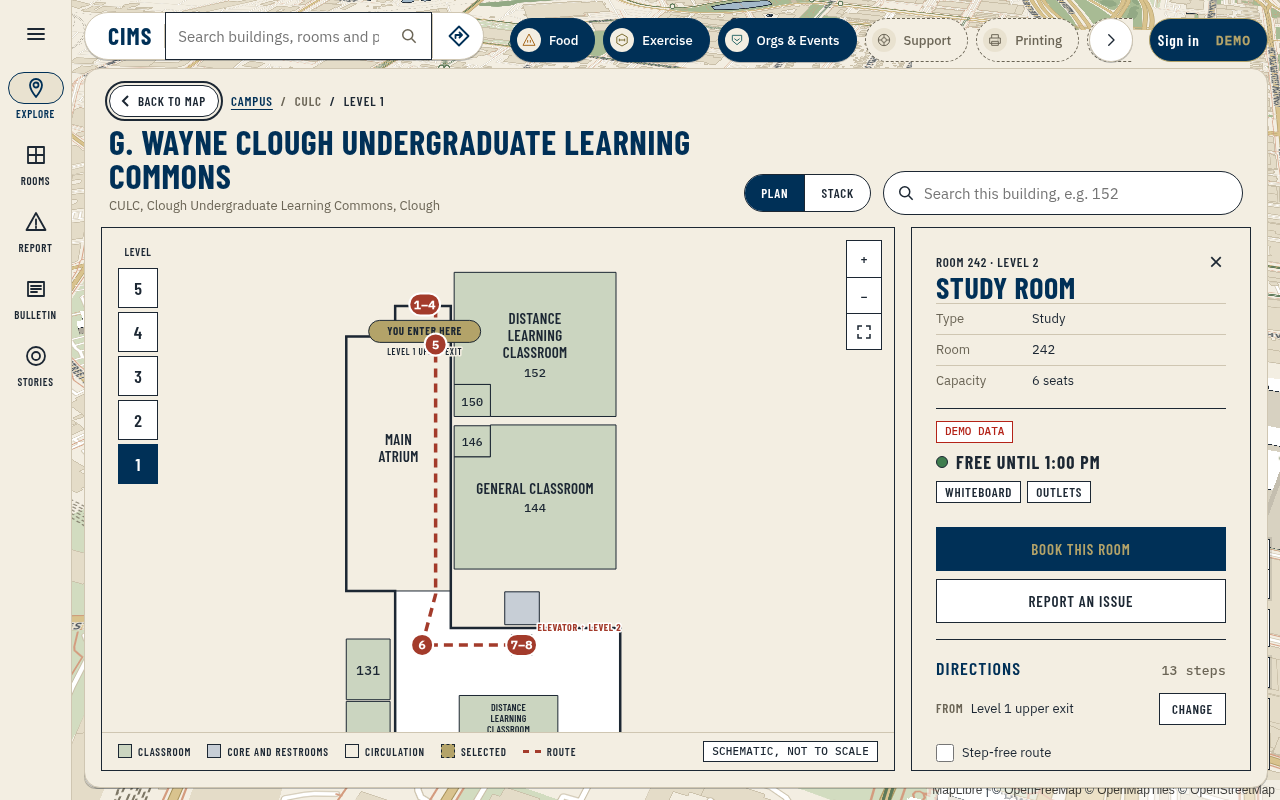 CIMS
Search buildings, rooms and p
Food
Exercise
Orgs & Events
Support
Printing
Sign in DEMO
EXPLORE
ROOMS
REPORT
BULLETIN
STORIES
BACK TO MAP
CAMPUS / CULC / LEVEL 1
G. WAYNE CLOUGH UNDERGRADUATE LEARNING
COMMONS
CULC, Clough Undergraduate Learning Commons, Clough
PLAN
STACK
Search this building, e.g. 152
LEVEL
5
4
3
2
1
+
−
1–4
YOU ENTER HERE
5
LEVEL 1 UP EXIT
DISTANCE
LEARNING
CLASSROOM
152
150
146
MAIN
ATRIUM
GENERAL CLASSROOM
144
ELEVATOR · LEVEL 2
6
7–8
131
DISTANCE
LEARNING
CLASSROOM
CLASSROOM
CORE AND RESTROOMS
CIRCULATION
SELECTED
ROUTE
SCHEMATIC, NOT TO SCALE
ROOM 242 · LEVEL 2
STUDY ROOM
Type Study
Room 242
Capacity 6 seats
DEMO DATA
FREE UNTIL 1:00 PM
WHITEBOARD
OUTLETS
BOOK THIS ROOM
REPORT AN ISSUE
DIRECTIONS 13 steps
FROM Level 1 upper exit
CHANGE
Step-free route
MapLibre | © OpenFreeMap © OpenMapTiles © OpenStreetMap